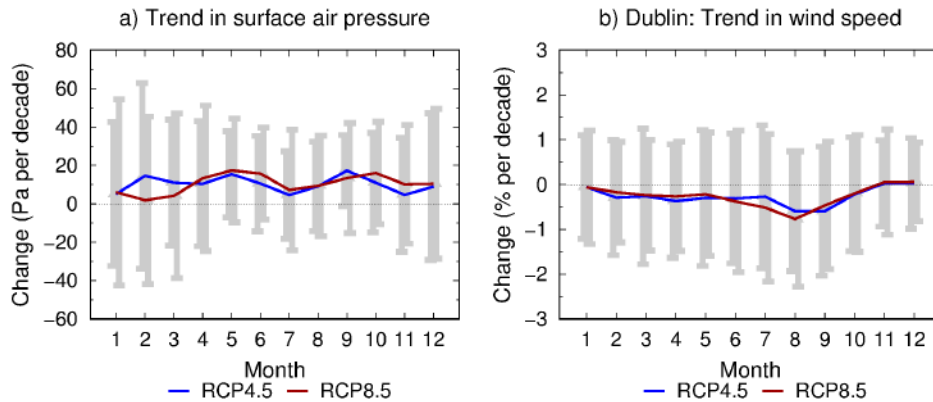 a) Trend in surface air pressure
Change (Pa per decade)
80
60
40
20
0
−20
−40
−60
1 2 3 4 5 6 7 8 9 10 11 12
Month
RCP4.5 RCP8.5
b) Dublin: Trend in wind speed
Change (% per decade)
3
2
1
0
−1
−2
−3
1 2 3 4 5 6 7 8 9 10 11 12
Month
RCP4.5 RCP8.5